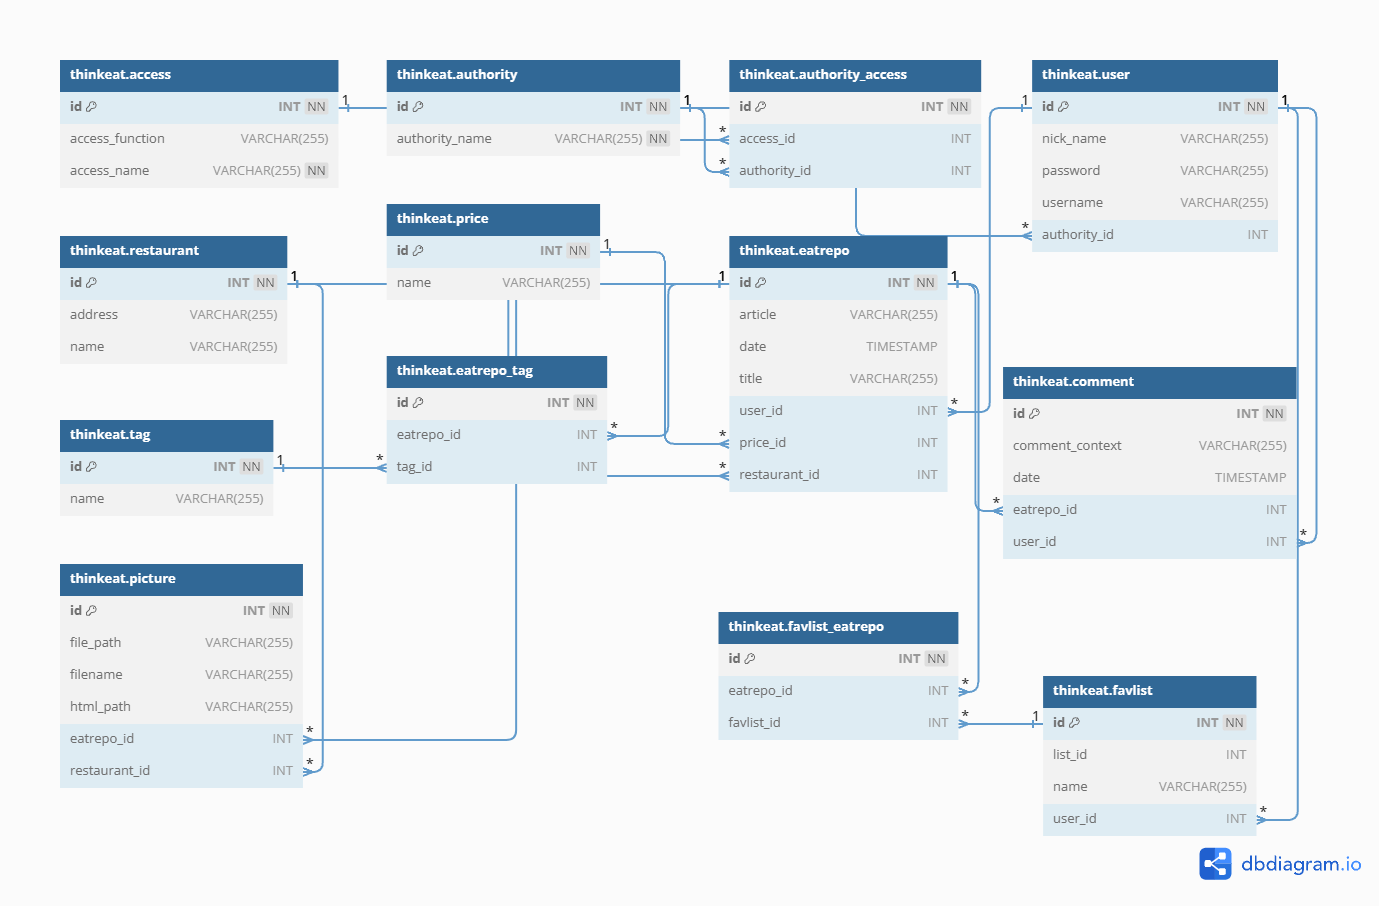 thinkeat.access
id INT NN
access_function VARCHAR(255)
access_name VARCHAR(255) NN
1
thinkeat.authority
id INT NN
authority_name VARCHAR(255) NN
1
thinkeat.authority_access
id INT NN
* access_id INT
* authority_id INT
thinkeat.user
1 id INT NN 1
nick_name VARCHAR(255)
password VARCHAR(255)
username VARCHAR(255)
* authority_id INT
thinkeat.restaurant
id INT NN 1
address VARCHAR(255)
name VARCHAR(255)
thinkeat.price
id INT NN 1
name VARCHAR(255)
thinkeat.eatrepo
1 id INT NN 1
article VARCHAR(255)
date TIMESTAMP
title VARCHAR(255)
user_id INT *
* price_id INT
* restaurant_id INT
thinkeat.eatrepo_tag
id INT NN
eatrepo_id INT *
* tag_id INT
thinkeat.comment
id INT NN
comment_context VARCHAR(255)
date TIMESTAMP
* eatrepo_id INT
user_id INT *
thinkeat.tag
id INT NN 1
name VARCHAR(255)
thinkeat.picture
id INT NN
file_path VARCHAR(255)
filename VARCHAR(255)
html_path VARCHAR(255)
eatrepo_id INT *
restaurant_id INT *
thinkeat.favlist_eatrepo
id INT NN
eatrepo_id INT *
favlist_id INT *
thinkeat.favlist
1 id INT NN
list_id INT
name VARCHAR(255)
user_id INT *
dbdiagram.io